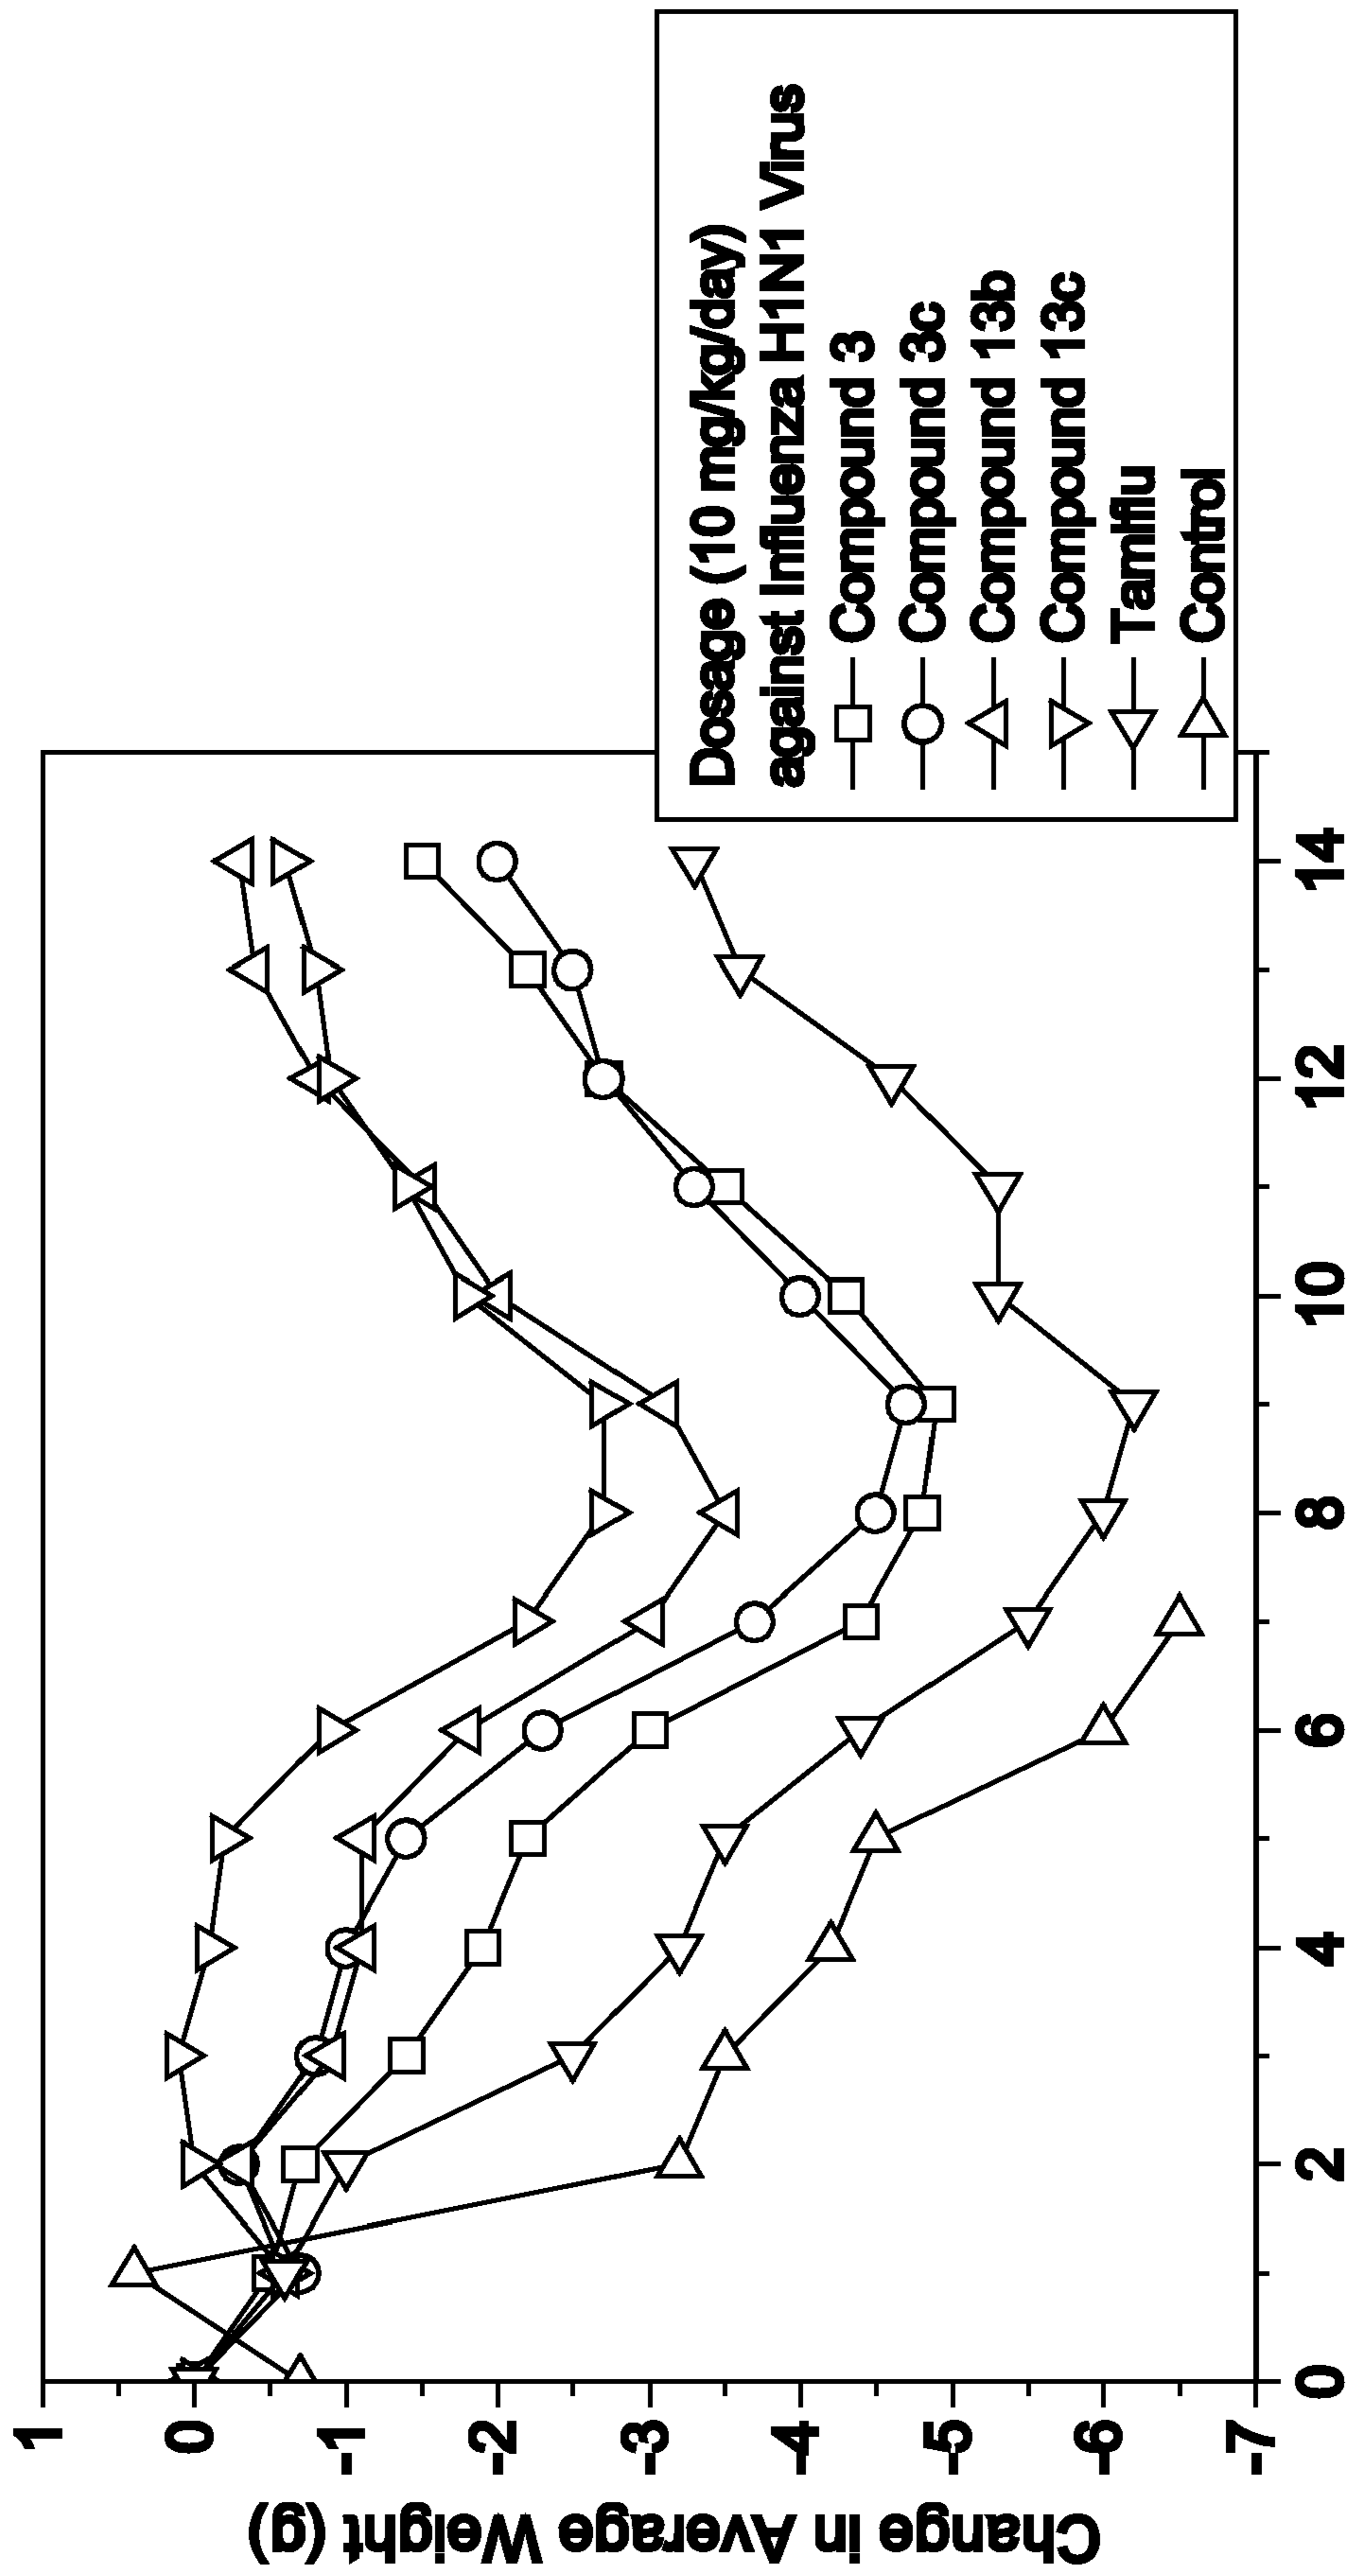 Change in Average Weight (g)
1
0
-1
-2
-3
-4
-5
-6
-7
0
2
4
6
8
10
12
14
Dosage (10 mg/kg/day)
against Influenza H1N1 Virus
Compound 3
Compound 3c
Compound 13b
Compound 13c
Tamiflu
Control